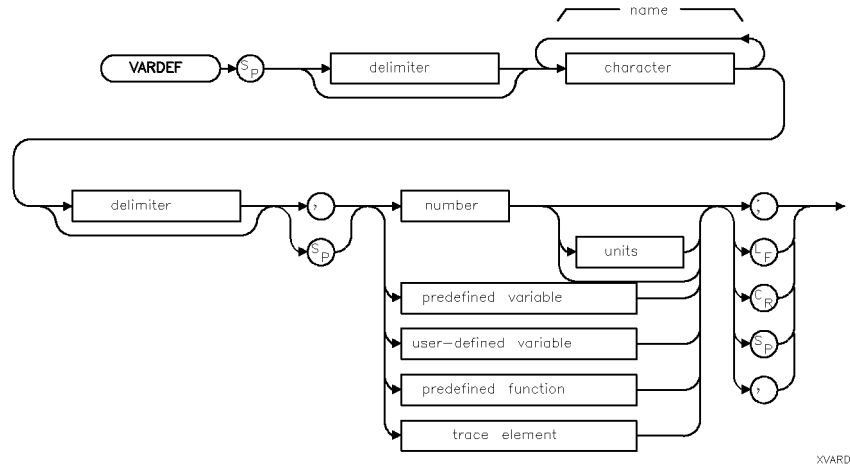 name
VARDEF SP delimiter character
delimiter , number ;
SP units LF
predefined variable CR
user-defined variable SP
predefined function ,
trace element
XVARD